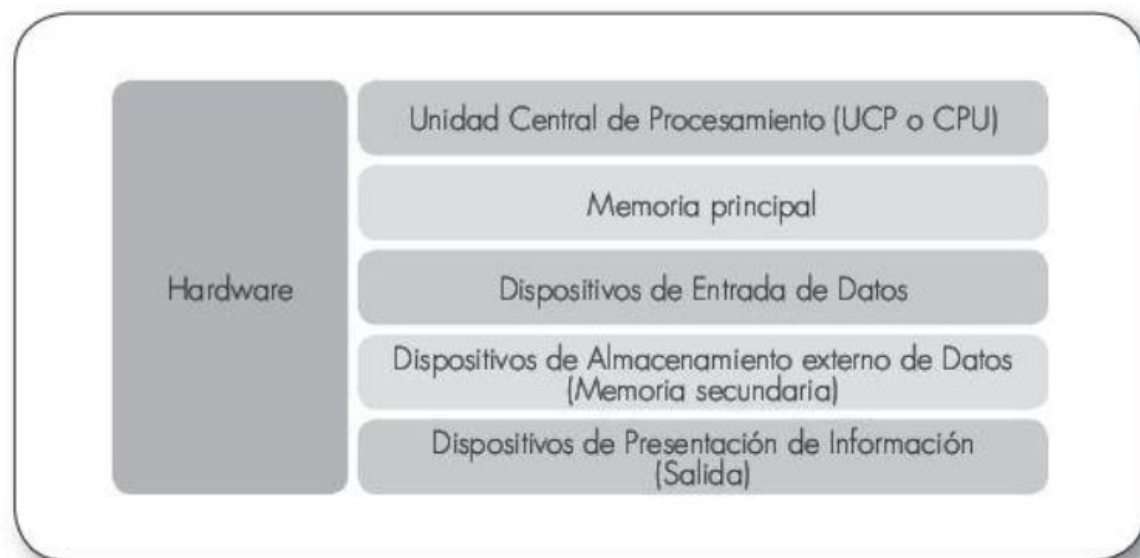 Hardware
Unidad Central de Procesamiento (UCP o CPU)
Memoria principal
Dispositivos de Entrada de Datos
Dispositivos de Almacenamiento externo de Datos
(Memoria secundaria)
Dispositivos de Presentación de Información
(Salida)